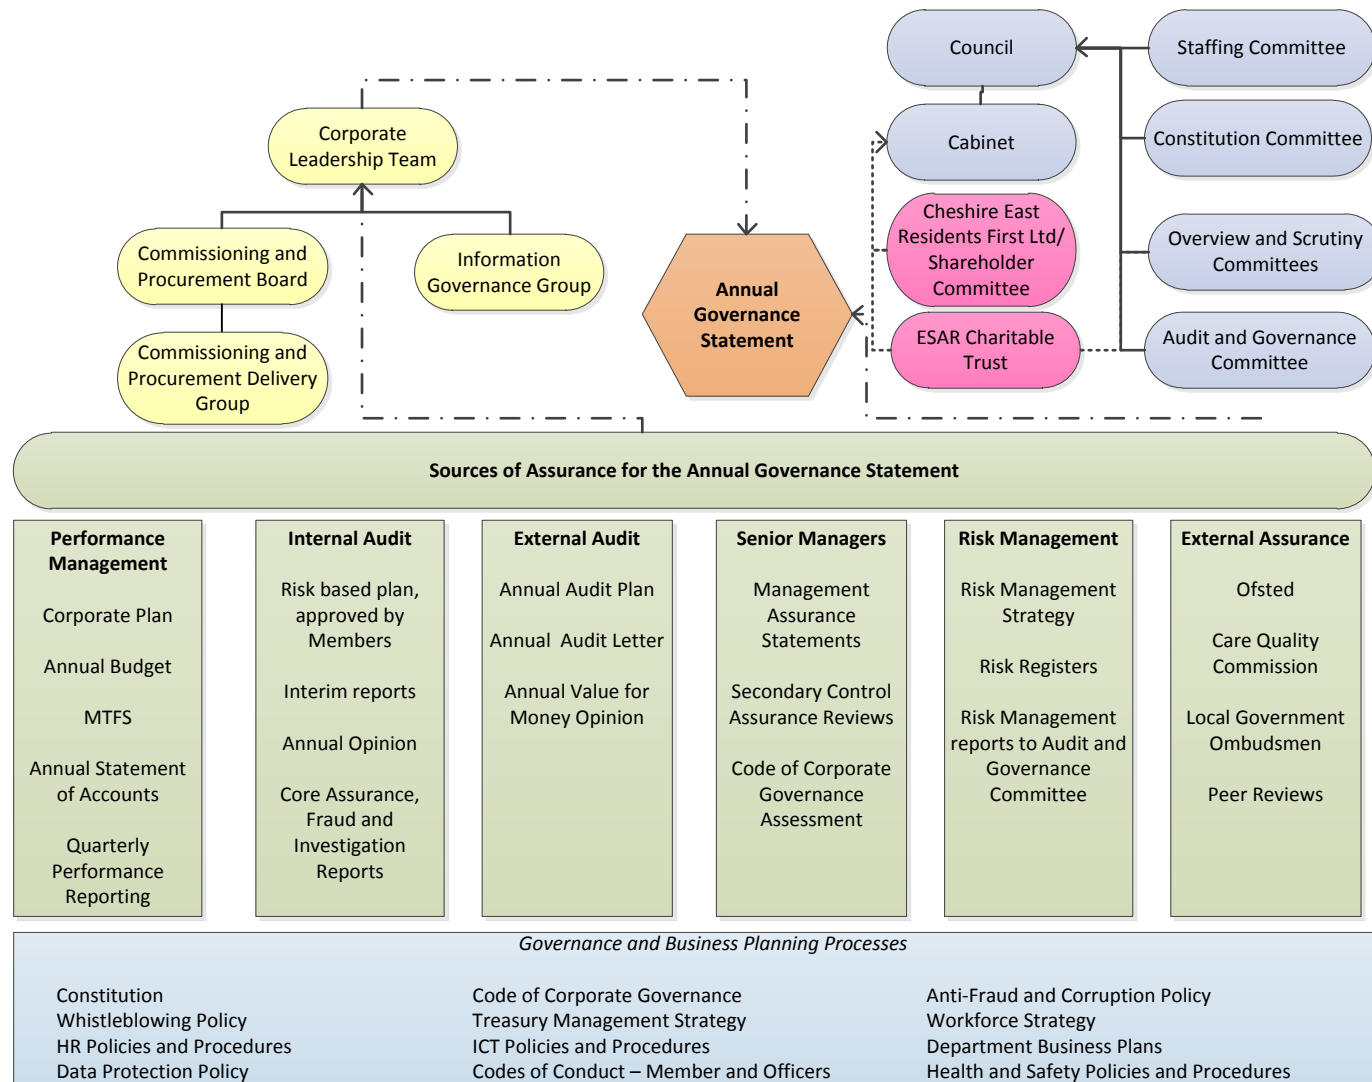 Council
Staffing Committee
Corporate
Leadership Team
Cabinet
Constitution Committee
Commissioning and
Procurement Board
Information
Governance Group
Cheshire East
Residents First Ltd/
Shareholder
Committee
Overview and Scrutiny
Committees
Annual
Governance
Statement
ESAR Charitable
Trust
Audit and Governance
Committee
Commissioning and
Procurement Delivery
Group
Sources of Assurance for the Annual Governance Statement
Performance
Management
Corporate Plan
Annual Budget
MTFS
Annual Statement
of Accounts
Quarterly
Performance
Reporting
Internal Audit
Risk based plan,
approved by
Members
Interim reports
Annual Opinion
Core Assurance,
Fraud and
Investigation
Reports
External Audit
Annual Audit Plan
Annual  Audit Letter
Annual Value for
Money Opinion
Senior Managers
Management
Assurance
Statements
Secondary Control
Assurance Reviews
Code of Corporate
Governance
Assessment
Risk Management
Risk Management
Strategy
Risk Registers
Risk Management
reports to Audit and
Governance
Committee
External Assurance
Ofsted
Care Quality
Commission
Local Government
Ombudsmen
Peer Reviews
Governance and Business Planning Processes
Constitution
Whistleblowing Policy
HR Policies and Procedures
Data Protection Policy
Code of Corporate Governance
Treasury Management Strategy
ICT Policies and Procedures
Codes of Conduct – Member and Officers
Anti-Fraud and Corruption Policy
Workforce Strategy
Department Business Plans
Health and Safety Policies and Procedures